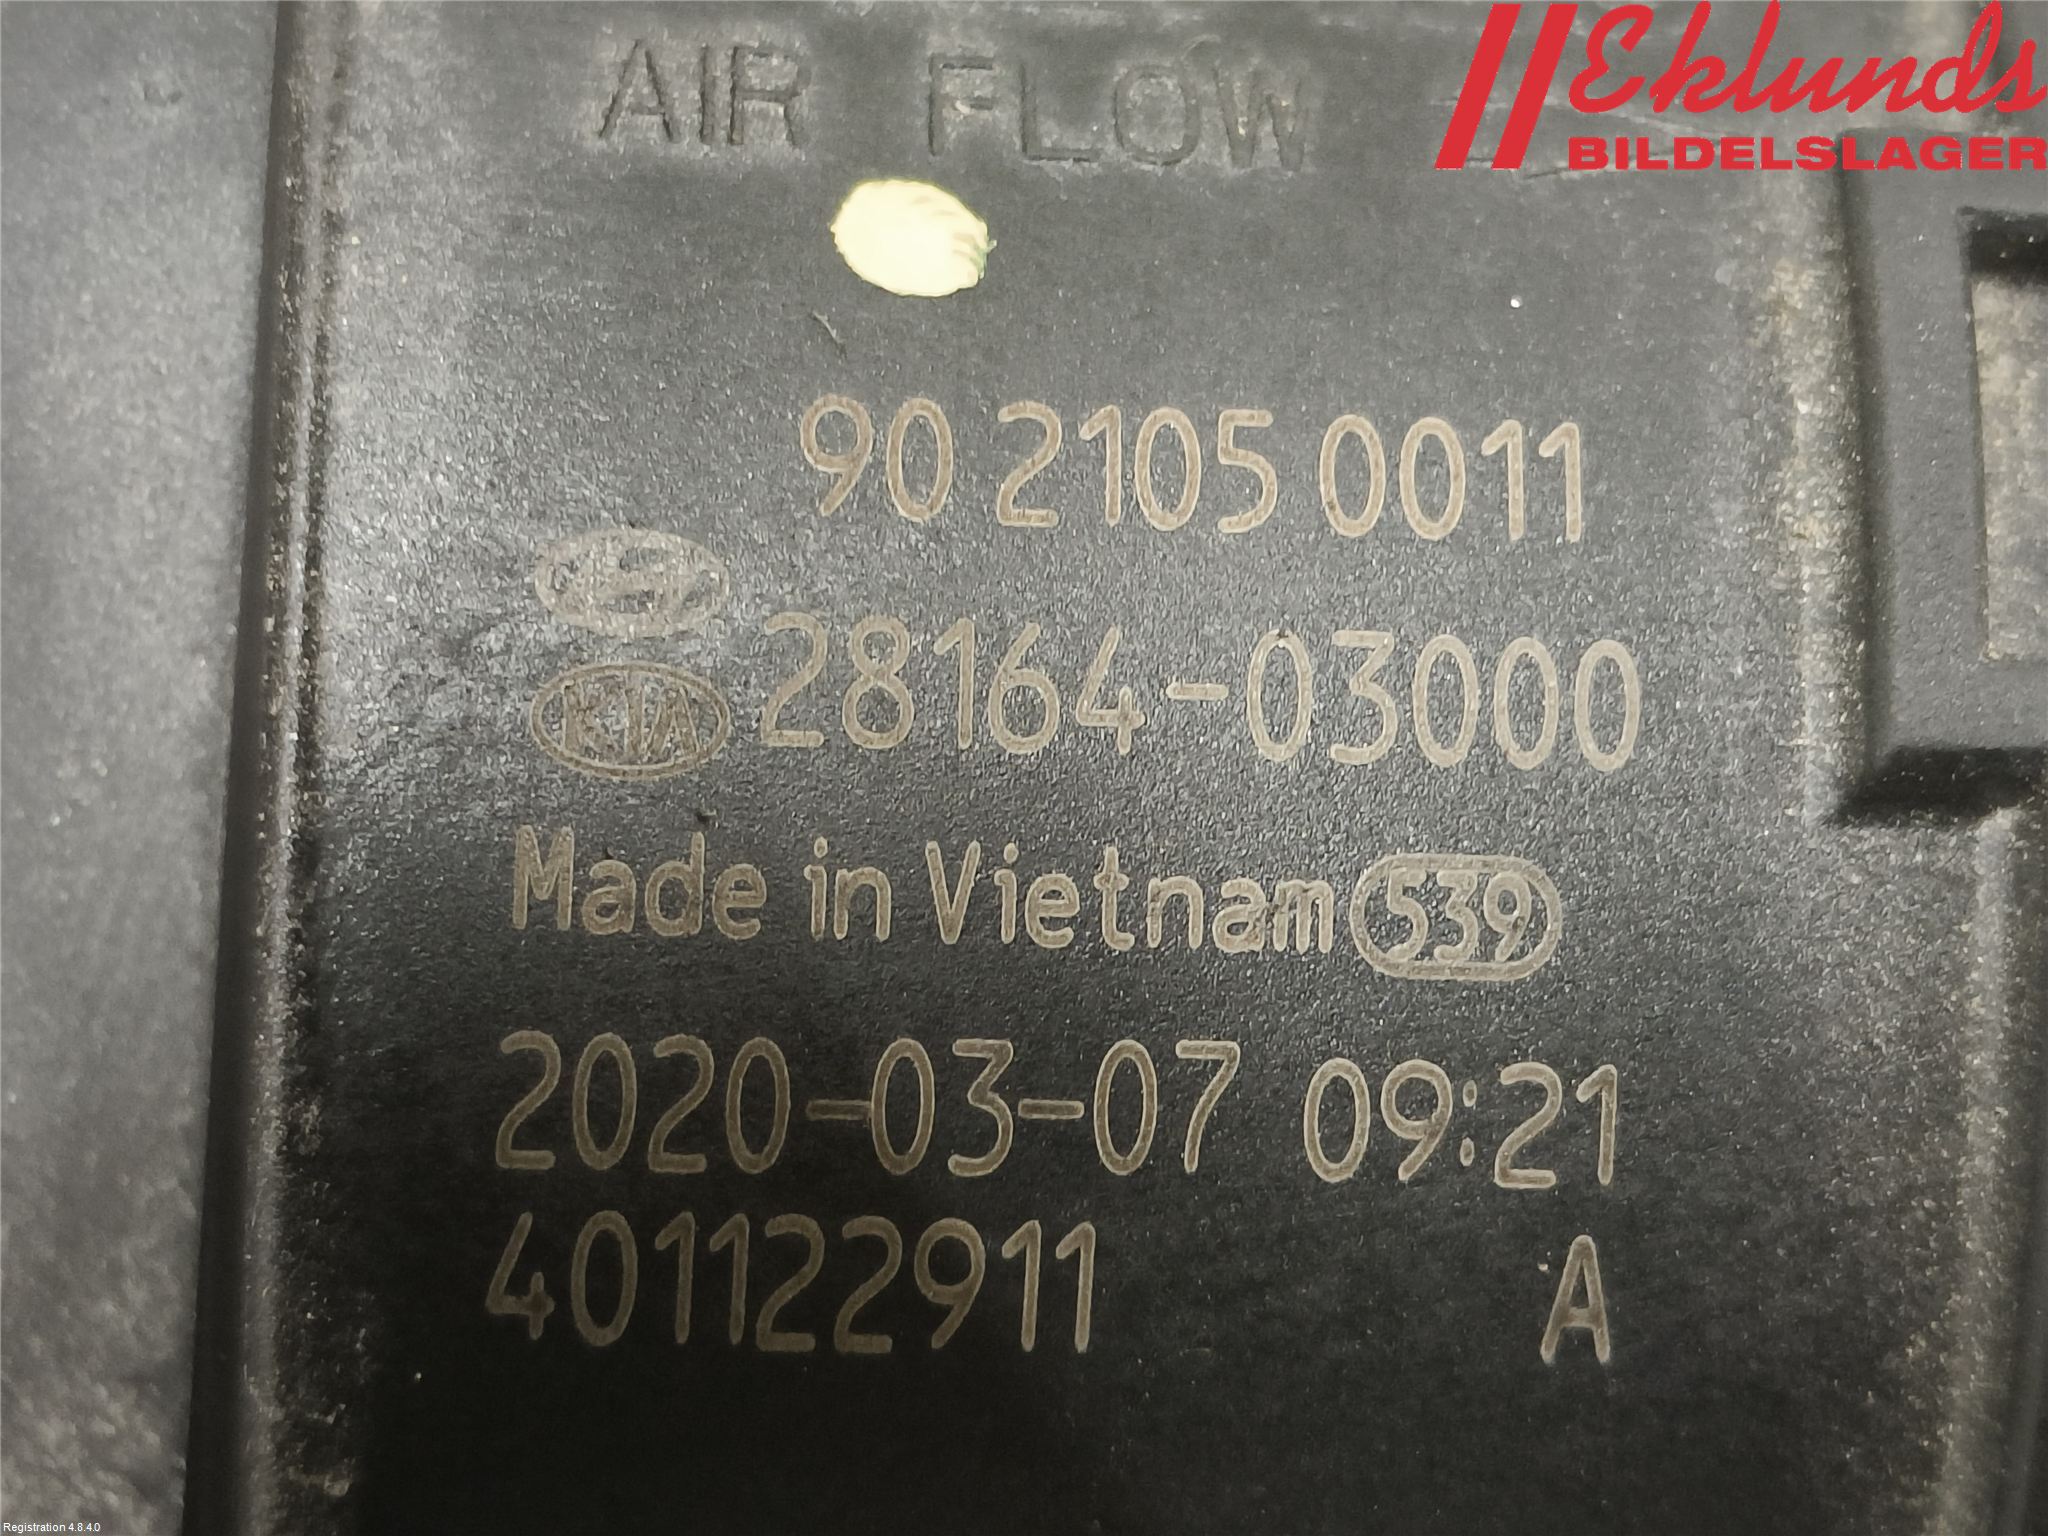 AIR FLOW
Eklunds
BILDELSLAGER
90 2105 0011
28164-03000
KIA
Made in Vietnam 539
2020-03-07 09:21
401122911 A
Registration 4.8.4.0